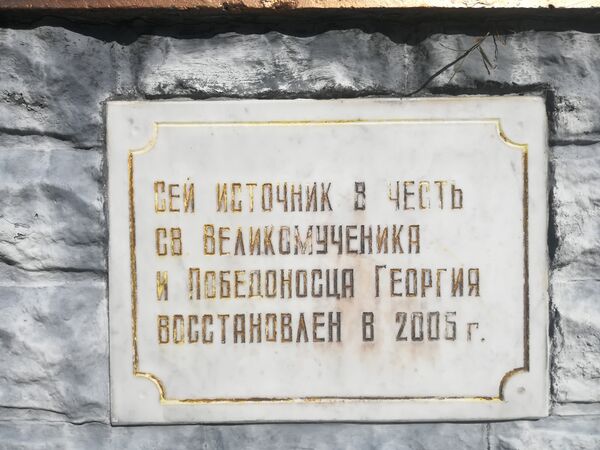 Сей источник в честь
св Великомученика
и Победоносца Георгия
восстановлен в 2005 г.